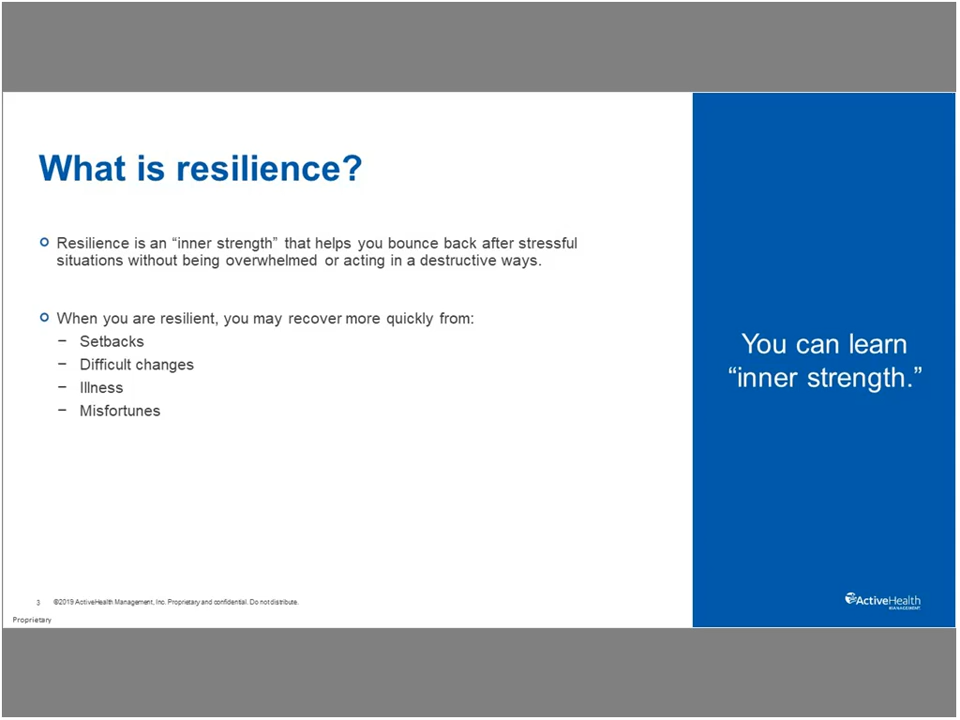 What is resilience?
Resilience is an “inner strength” that helps you bounce back after stressful
situations without being overwhelmed or acting in a destructive ways.
When you are resilient, you may recover more quickly from:
– Setbacks
– Difficult changes
– Illness
– Misfortunes
You can learn
“inner strength.”
3 ©2019 ActiveHealth Management, Inc. Proprietary and confidential. Do not distribute.
ActiveHealth
MANAGEMENT
Proprietary